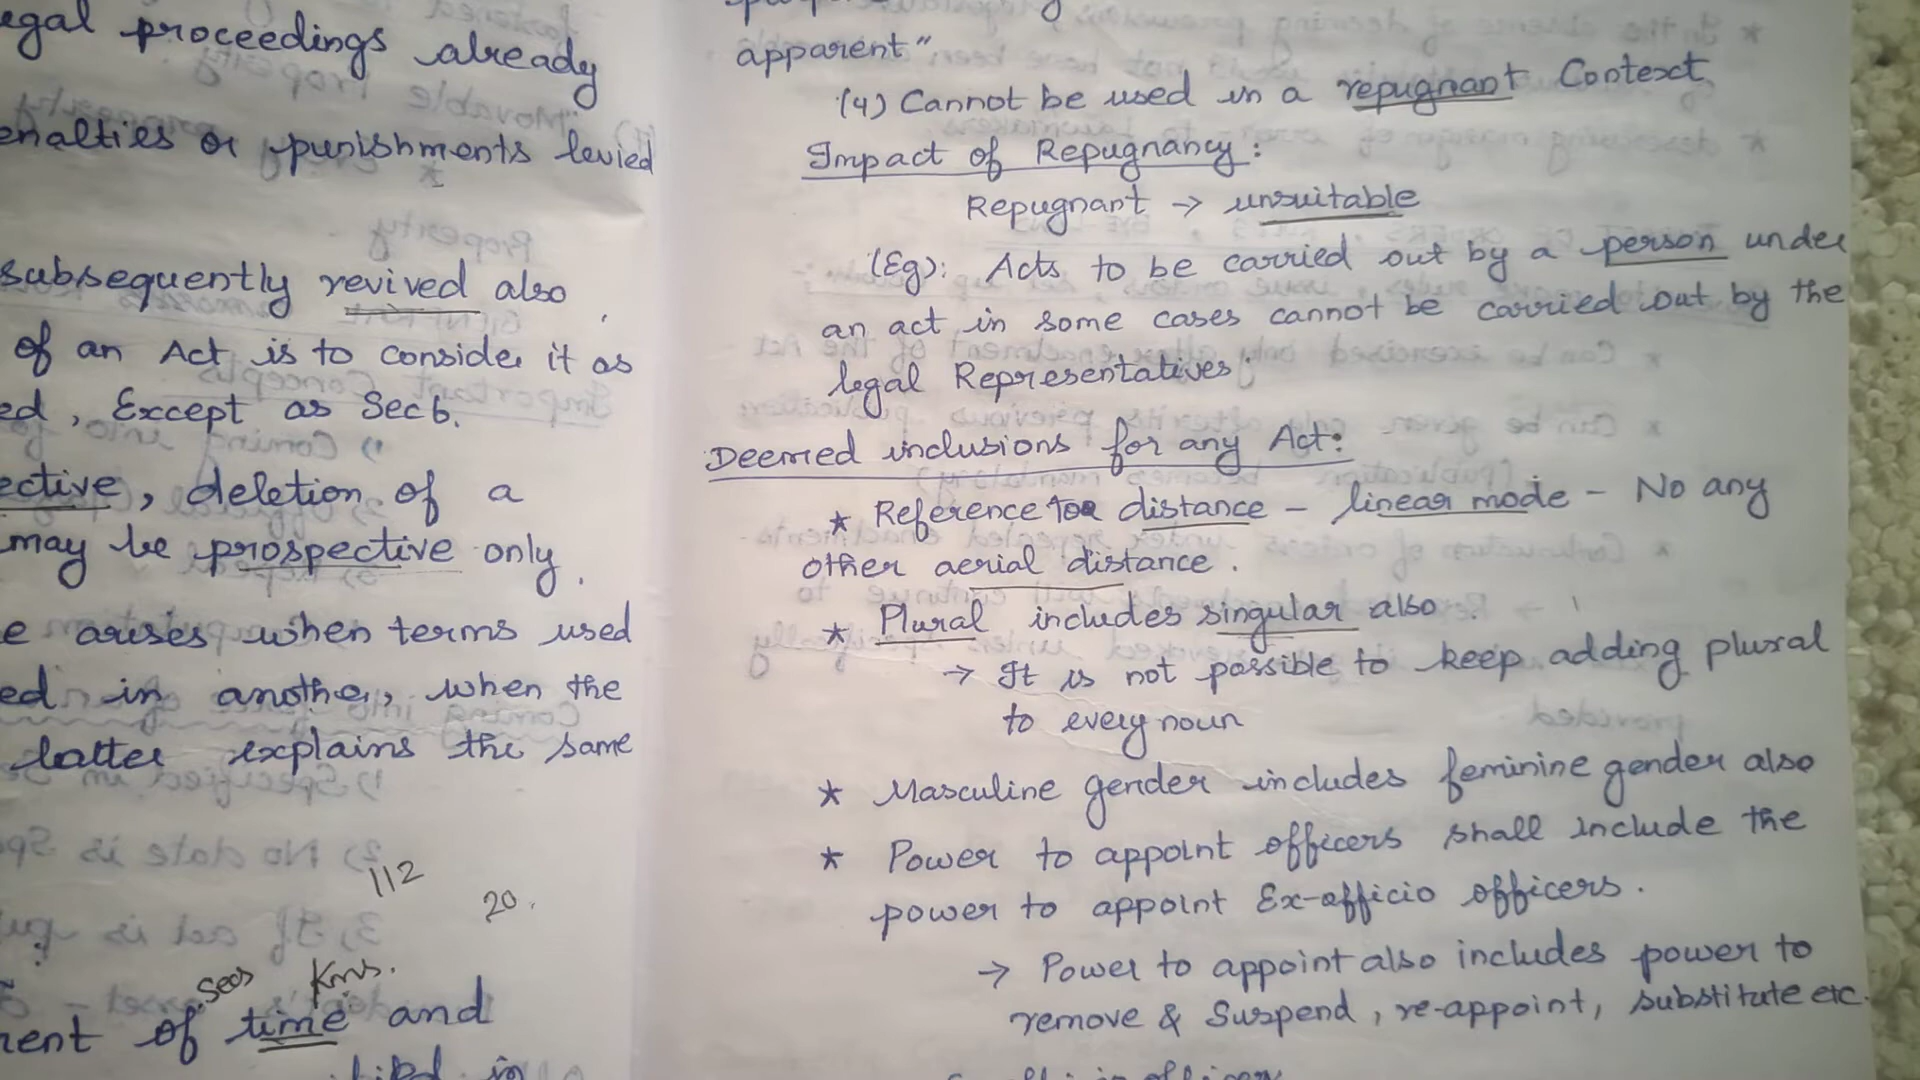 egal proceedings already
enalties or punishments levied
subsequently revived also
of an Act is to consider it as
ed, Except as Sec 6.
ective, deletion of a
may be prospective only.
e arises when terms used
ed in another, when the
latter explains the same
112
20.
Secs Kms.
ent of time and
in
apparent"
(4) Cannot be used in a repugnant Context
Impact of Repugnancy:
Repugnant → unsuitable
(Eg): Acts to be carried out by a person under
an act in some cases cannot be carried out by the
legal Representatives.
Deemed inclusions for any Act:
* Reference for distance - linear mode - No any
other aerial distance.
* Plural includes singular also.
→ It is not possible to keep adding plural
to every noun
* Masculine gender includes feminine gender also
* Power to appoint officers shall include the
power to appoint Ex-officio officers.
→ Power to appoint also includes power to
remove & Suspend, re-appoint, substitute etc.